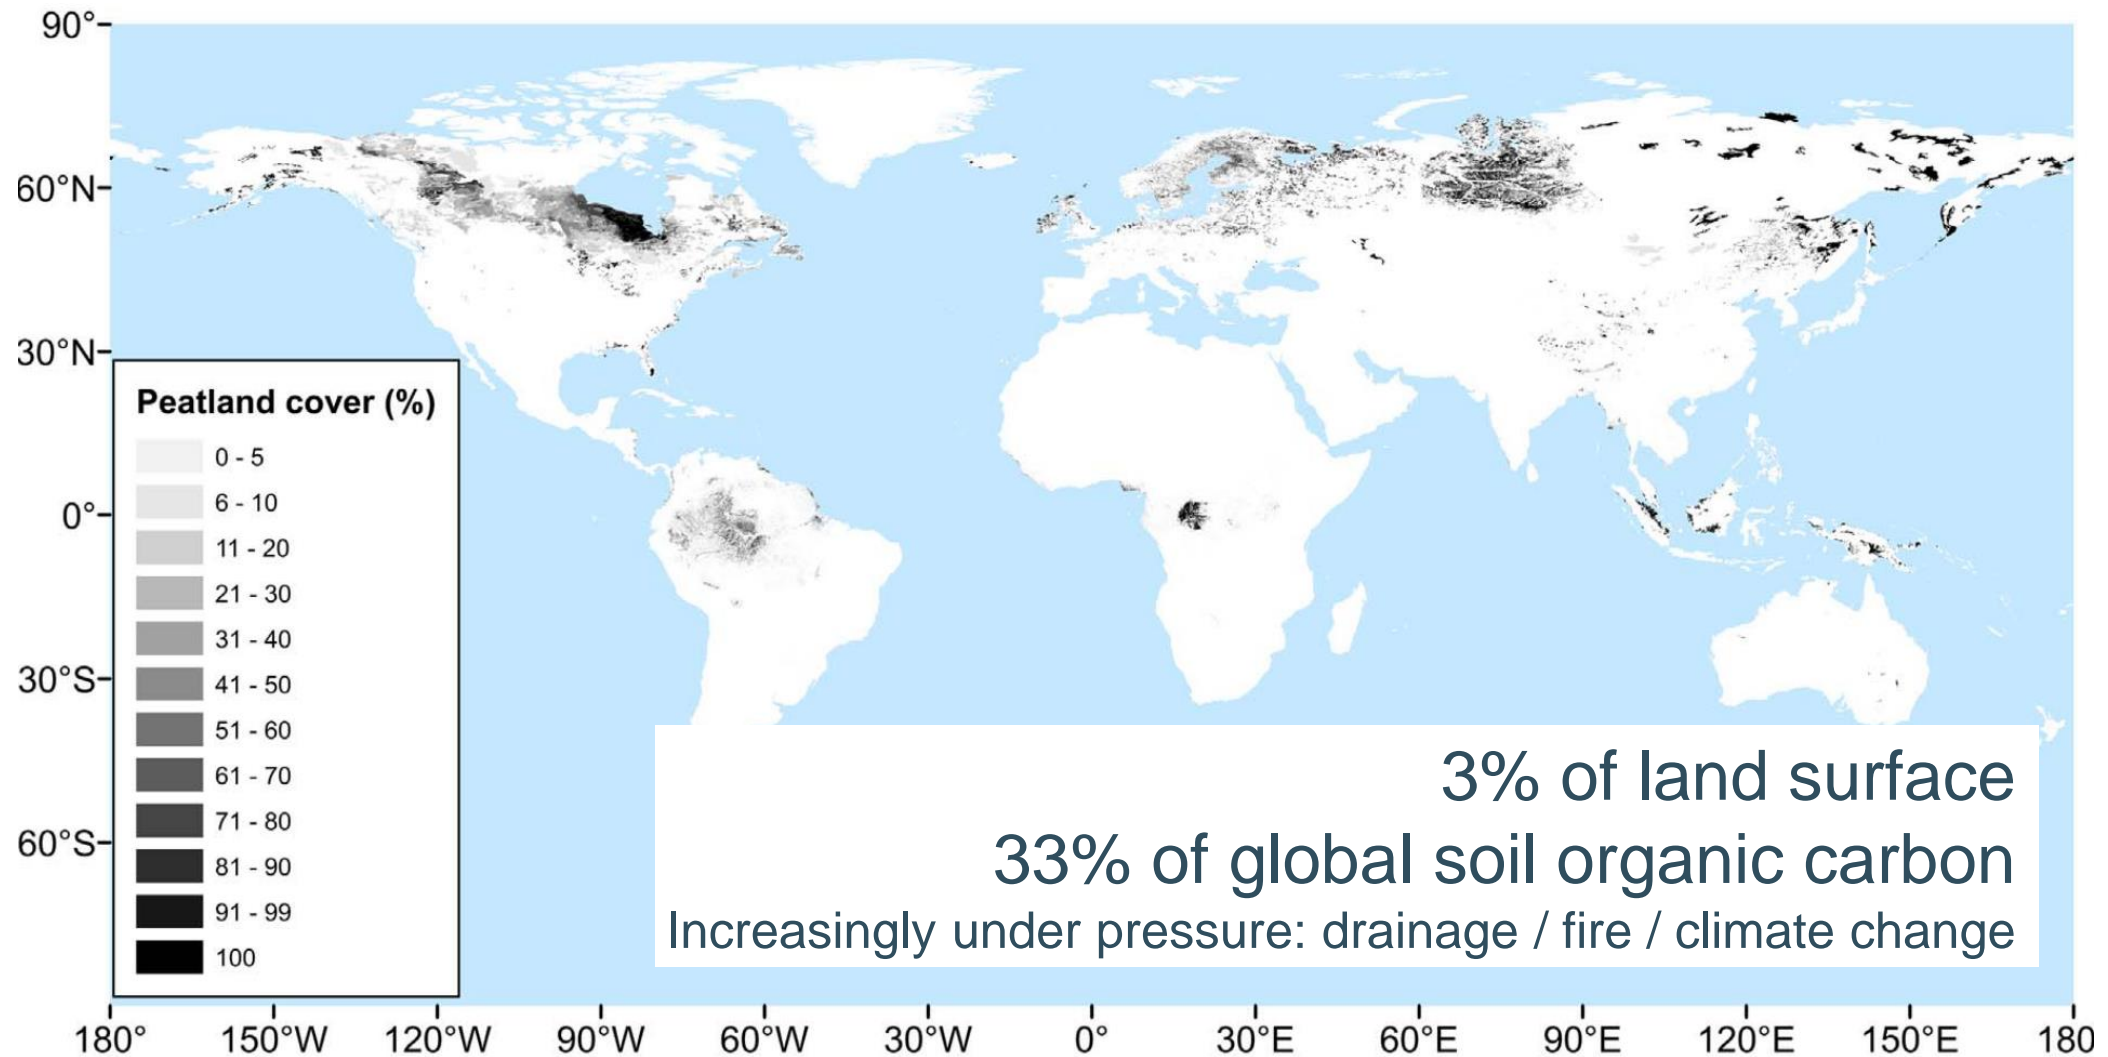 90°
60°N
30°N
0°
30°S
60°S
Peatland cover (%)
0 - 5
6 - 10
11 - 20
21 - 30
31 - 40
41 - 50
51 - 60
61 - 70
71 - 80
81 - 90
91 - 99
100
3% of land surface
33% of global soil organic carbon
Increasingly under pressure: drainage / fire / climate change
180° 150°W 120°W 90°W 60°W 30°W 0° 30°E 60°E 90°E 120°E 150°E 180